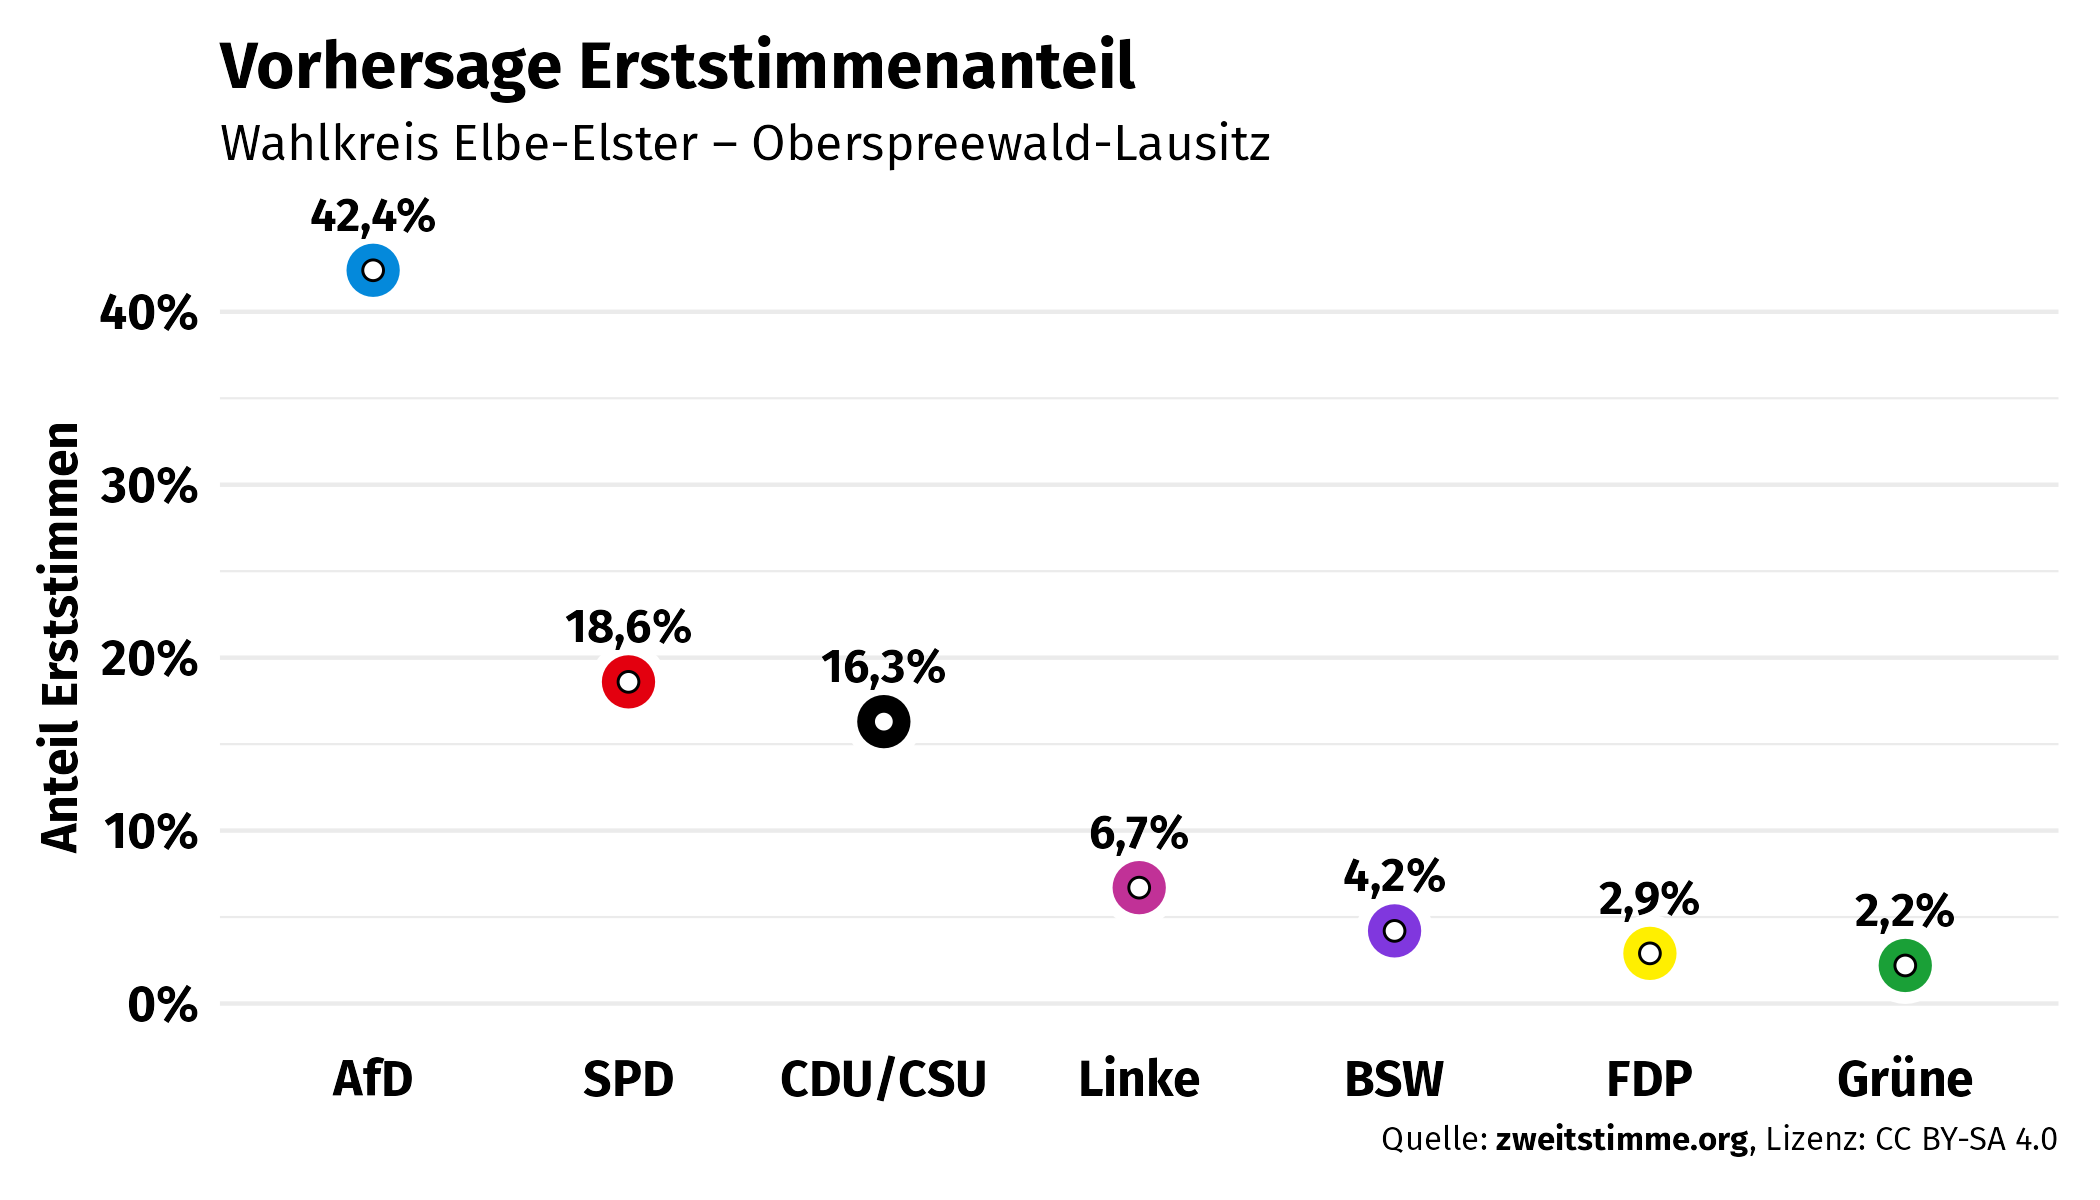 Vorhersage Erststimmenanteil
Wahlkreis Elbe-Elster – Oberspreewald-Lausitz
Anteil Erststimmen
40%
30%
20%
10%
0%
42,4%
18,6%
16,3%
6,7%
4,2%
2,9%
2,2%
AfD SPD CDU/CSU Linke BSW FDP Grüne
Quelle: zweitstimme.org, Lizenz: CC BY-SA 4.0